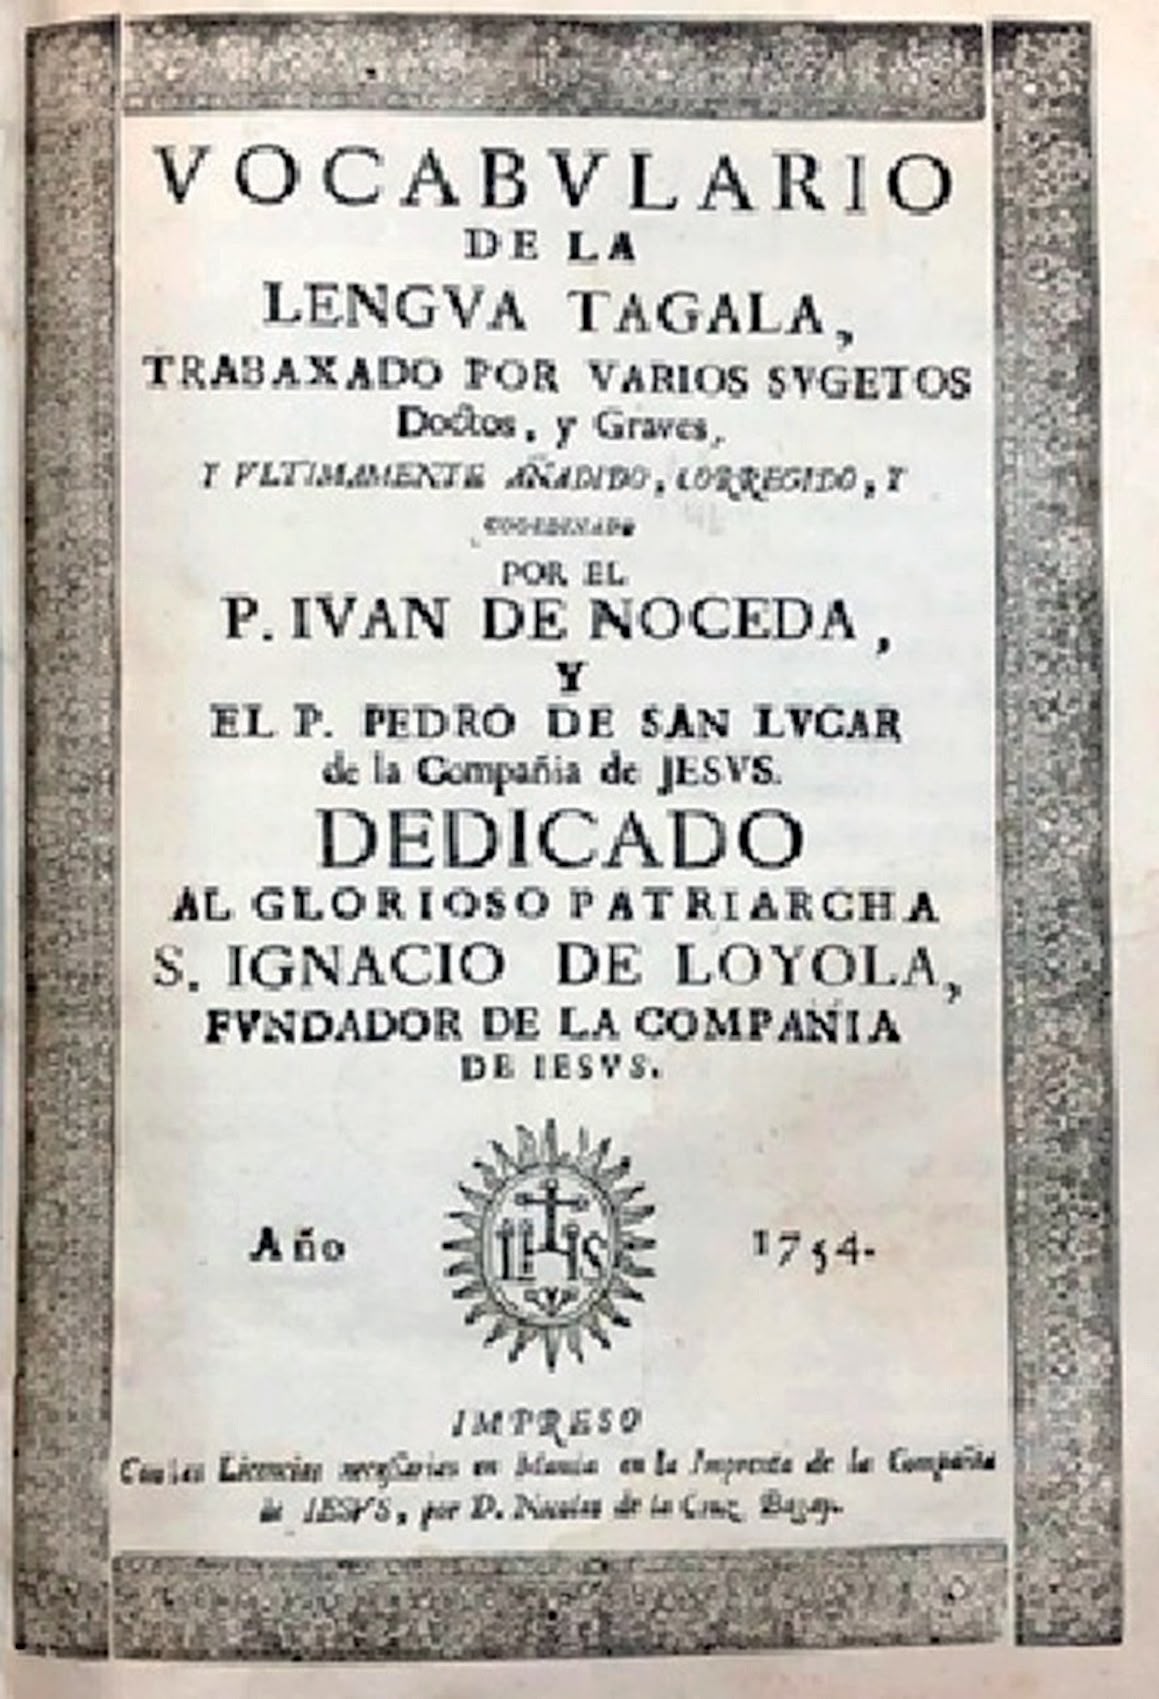 VOCABVLARIO
DE LA
LENGVA TAGALA,
TRABAXADO POR VARIOS SVGETOS
Doctos, y Graves,
Y VLTIMAMENTE AÑADIDO, CORREGIDO, Y
COORDINADO
POR EL
P. IVAN DE NOCEDA,
Y
EL P. PEDRO DE SAN LVCAR
de la Compañia de JESVS.
DEDICADO
AL GLORIOSO PATRIARCHA
S. IGNACIO DE LOYOLA,
FVNDADOR DE LA COMPAÑIA
DE IESVS.
IHS
Año 1754.
IMPRESO
Con las Licencias necessarias en Manila en la Imprenta de la Compañia
de IESVS, por D. Nicolas de la Cruz Bagay.